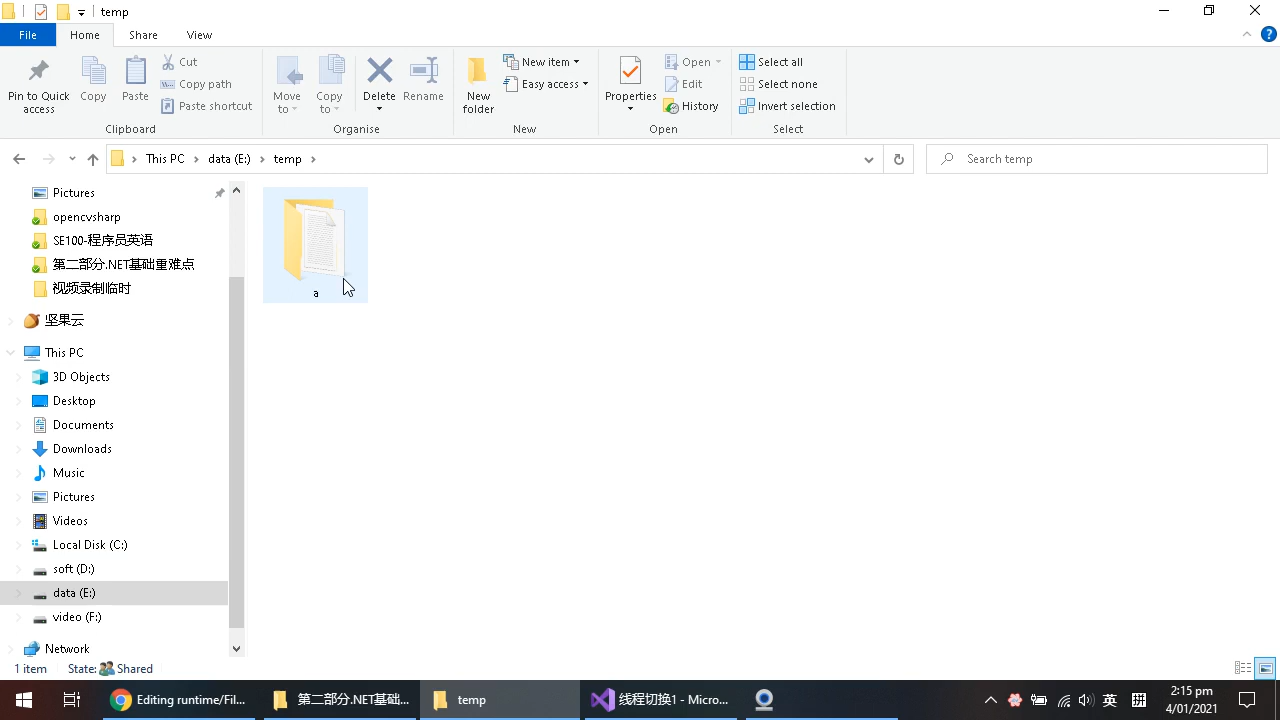 temp
File Home Share View
Pin to Quick access
Copy
Paste
Cut
Copy path
Paste shortcut
Clipboard
Move to
Copy to
Delete
Rename
Organise
New folder
New item
Easy access
New
Properties
Open
Edit
History
Open
Select all
Select none
Invert selection
Select
This PC data (E:) temp
Search temp
Pictures
opencvsharp
SE100-程序员英语
第二部分.NET基础重难点
视频录制临时
坚果云
This PC
3D Objects
Desktop
Documents
Downloads
Music
Pictures
Videos
Local Disk (C:)
soft (D:)
data (E:)
video (F:)
Network
a
1 item State: Shared
Editing runtime/Fil...
第二部分.NET基础...
temp
线程切换1 - Micro...
英
拼
2:15 pm
4/01/2021